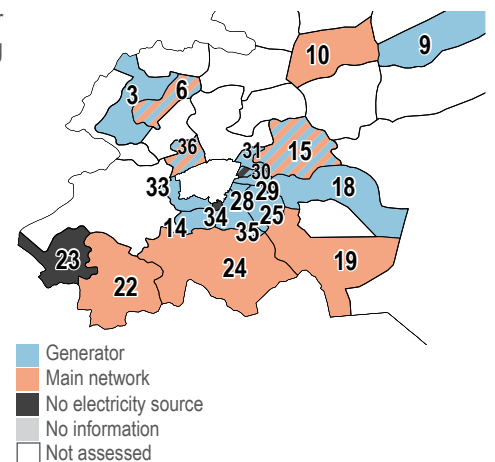 r
g
10
9
3
6
36
31
15
30
33
29
18
28
34
25
14
35
23
22
24
19
Generator
Main network
No electricity source
No information
Not assessed